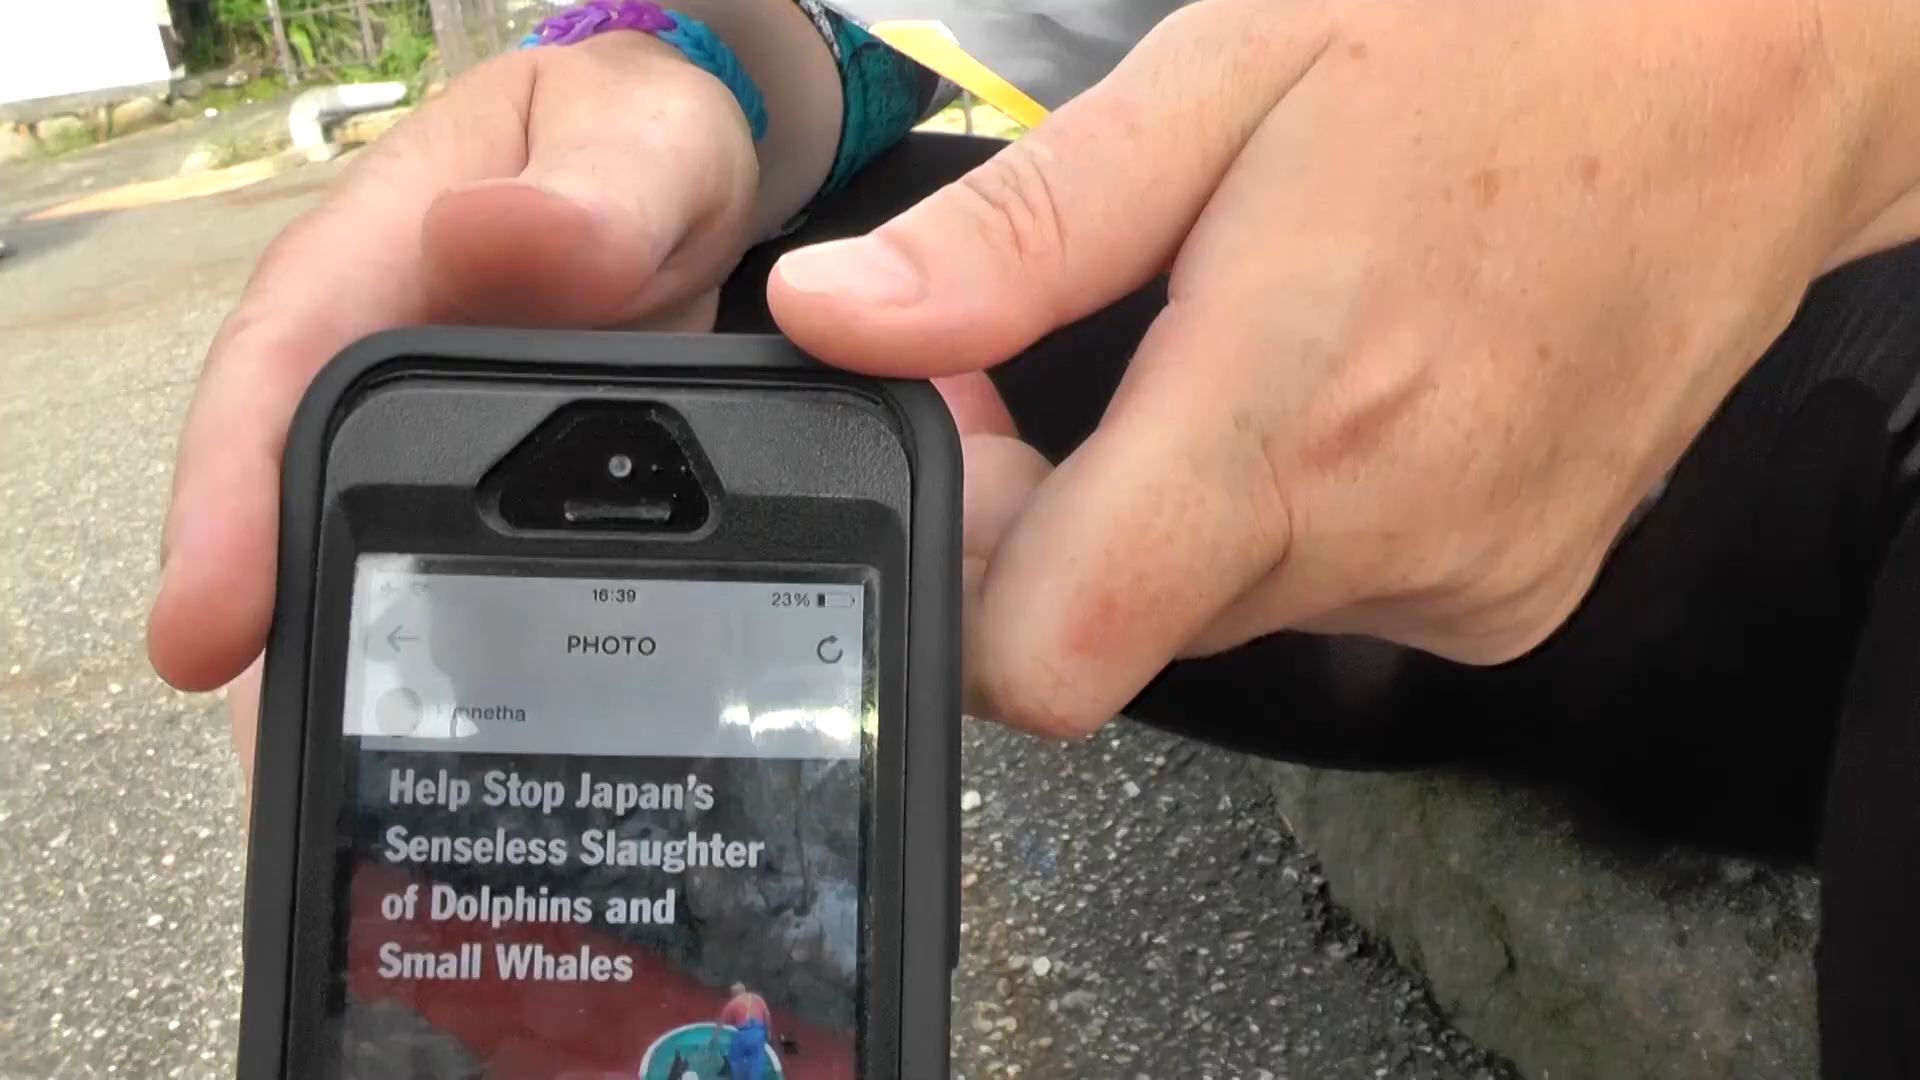 16:39
23%
PHOTO
Help Stop Japan's
Senseless Slaughter
of Dolphins and
Small Whales